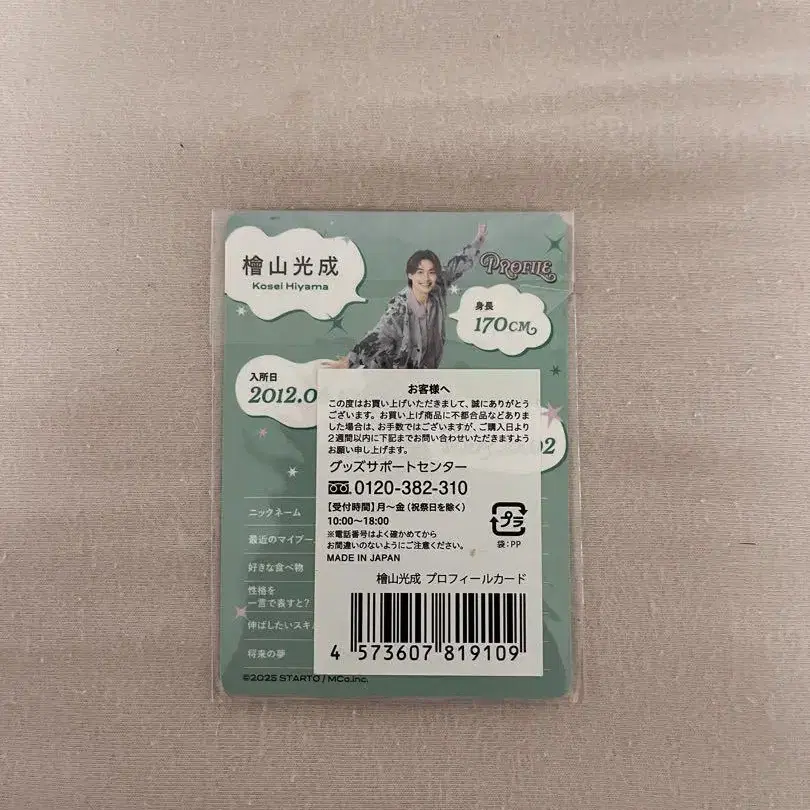 檜山光成
Kosei Hiyama
PROFILE
身長
170CM
入所日
2012.0
02
お客様へ
この度はお買い上げいただきまして、誠にありがとう
ございます。お買い上げ商品に不都合品などありま
した場合は、お手数ではございますが、ご購入日より
2週間以内に下記までお問い合わせいただきますよう
お願い申し上げます。
グッズサポートセンター
0120-382-310
【受付時間】月〜金(祝祭日を除く)
10:00〜18:00
※電話番号はよく確かめてから
お間違いのないようにご注意ください。
MADE IN JAPAN
プラ
袋:PP
檜山光成 プロフィールカード
4 573607 819109
ニックネーム
最近のマイブー
好きな食べ物
性格を
一言で表すと?
伸ばしたいスキ
将来の夢
©2025 STARTO / MCo.inc.